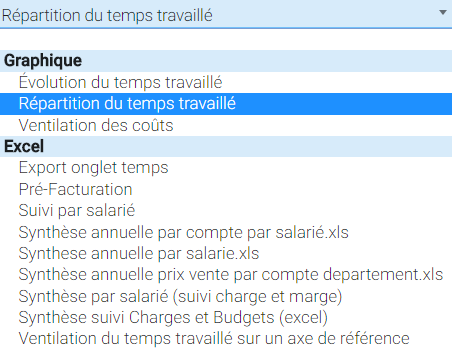 Répartition du temps travaillé
Graphique
Évolution du temps travaillé
Répartition du temps travaillé
Ventilation des coûts
Excel
Export onglet temps
Pré-Facturation
Suivi par salarié
Synthèse annuelle par compte par salarié.xls
Synthese annuelle par salarie.xls
Synthèse annuelle prix vente par compte departement.xls
Synthèse par salarié (suivi charge et marge)
Synthèse suivi Charges et Budgets (excel)
Ventilation du temps travaillé sur un axe de référence